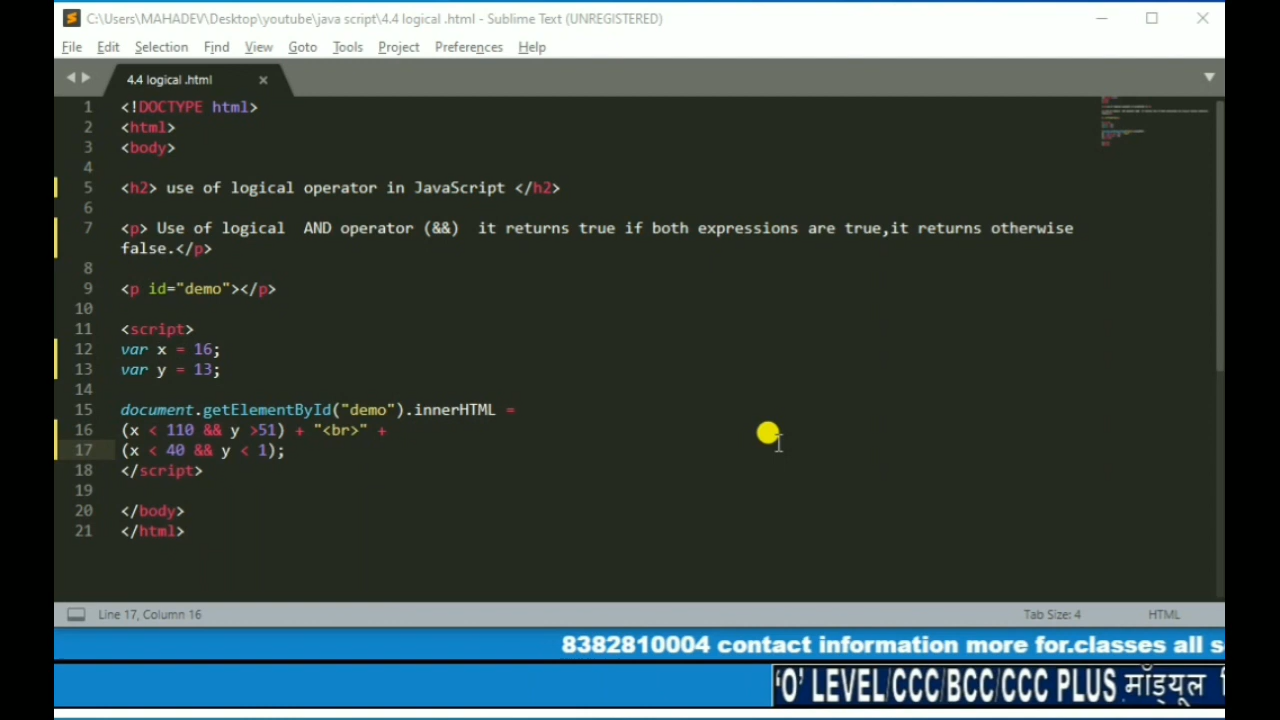 C:\Users\MAHADEV\Desktop\youtube\java script\4.4 logical .html - Sublime Text (UNREGISTERED)
File Edit Selection Find View Goto Tools Project Preferences Help
4.4 logical .html
1 <!DOCTYPE html>
2 <html>
3 <body>
4
5 <h2> use of logical operator in JavaScript </h2>
6
7 <p> Use of logical  AND operator (&&)  it returns true if both expressions are true,it returns otherwise
false.</p>
8
9 <p id="demo"></p>
10
11 <script>
12 var x = 16;
13 var y = 13;
14
15 document.getElementById("demo").innerHTML =
16 (x < 110 && y >51) + "<br>" +
17 (x < 40 && y < 1);
18 </script>
19
20 </body>
21 </html>
Line 17, Column 16 Tab Size: 4 HTML
8382810004 contact information more for.classes all s
'O' LEVEL/CCC/BCC/CCC PLUS मॉड्यूल